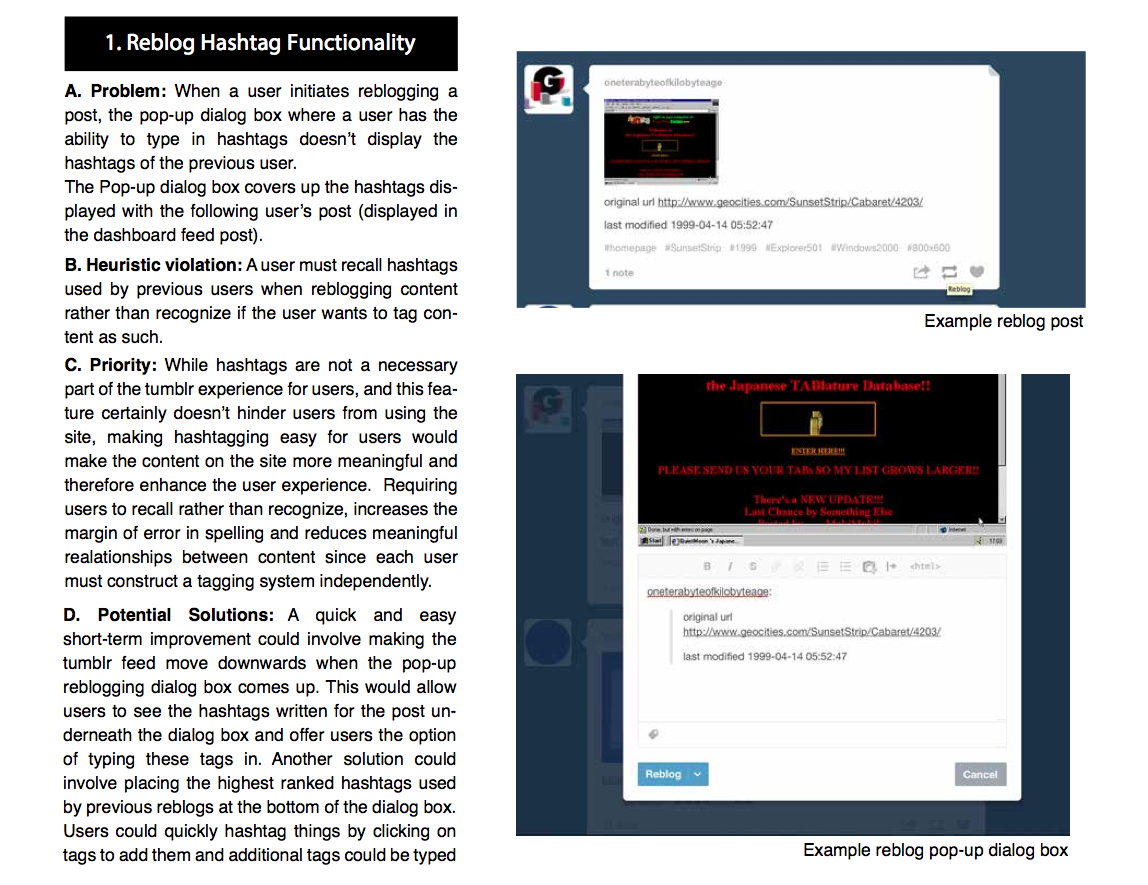 1. Reblog Hashtag Functionality
A. Problem: When a user initiates reblogging a
post, the pop-up dialog box where a user has the
ability to type in hashtags doesn't display the
hashtags of the previous user.
The Pop-up dialog box covers up the hashtags dis-
played with the following user's post (displayed in
the dashboard feed post).
B. Heuristic violation: A user must recall hashtags
used by previous users when reblogging content
rather than recognize if the user wants to tag con-
tent as such.
C. Priority: While hashtags are not a necessary
part of the tumblr experience for users, and this fea-
ture certainly doesn't hinder users from using the
site, making hashtagging easy for users would
make the content on the site more meaningful and
therefore enhance the user experience. Requiring
users to recall rather than recognize, increases the
margin of error in spelling and reduces meaningful
realationships between content since each user
must construct a tagging system independently.
D. Potential Solutions: A quick and easy
short-term improvement could involve making the
tumblr feed move downwards when the pop-up
reblogging dialog box comes up. This would allow
users to see the hashtags written for the post un-
derneath the dialog box and offer users the option
of typing these tags in. Another solution could
involve placing the highest ranked hashtags used
by previous reblogs at the bottom of the dialog box.
Users could quickly hashtag things by clicking on
tags to add them and additional tags could be typed
oneterabyteofkilobyteage
original url http://www.geocities.com/SunsetStrip/Cabaret/4203/
last modified 1999-04-14 05:52:47
#homepage #SunsetStrip #1999 #Explorer501 #Windows2000 #800x600
1 note
Reblog
Example reblog post
the Japanese TABlature Database!!
ENTER HERE!!!
PLEASE SEND US YOUR TABs SO MY LIST GROWS LARGER!!
There's a NEW UPDATE!!!
Last Chance by Something Else
Done, but with errors on page.
Internet
Start
17:03
B I S <html>
oneterabyteofkilobyteage:
original url
http://www.geocities.com/SunsetStrip/Cabaret/4203/
last modified 1999-04-14 05:52:47
Reblog
Cancel
Example reblog pop-up dialog box